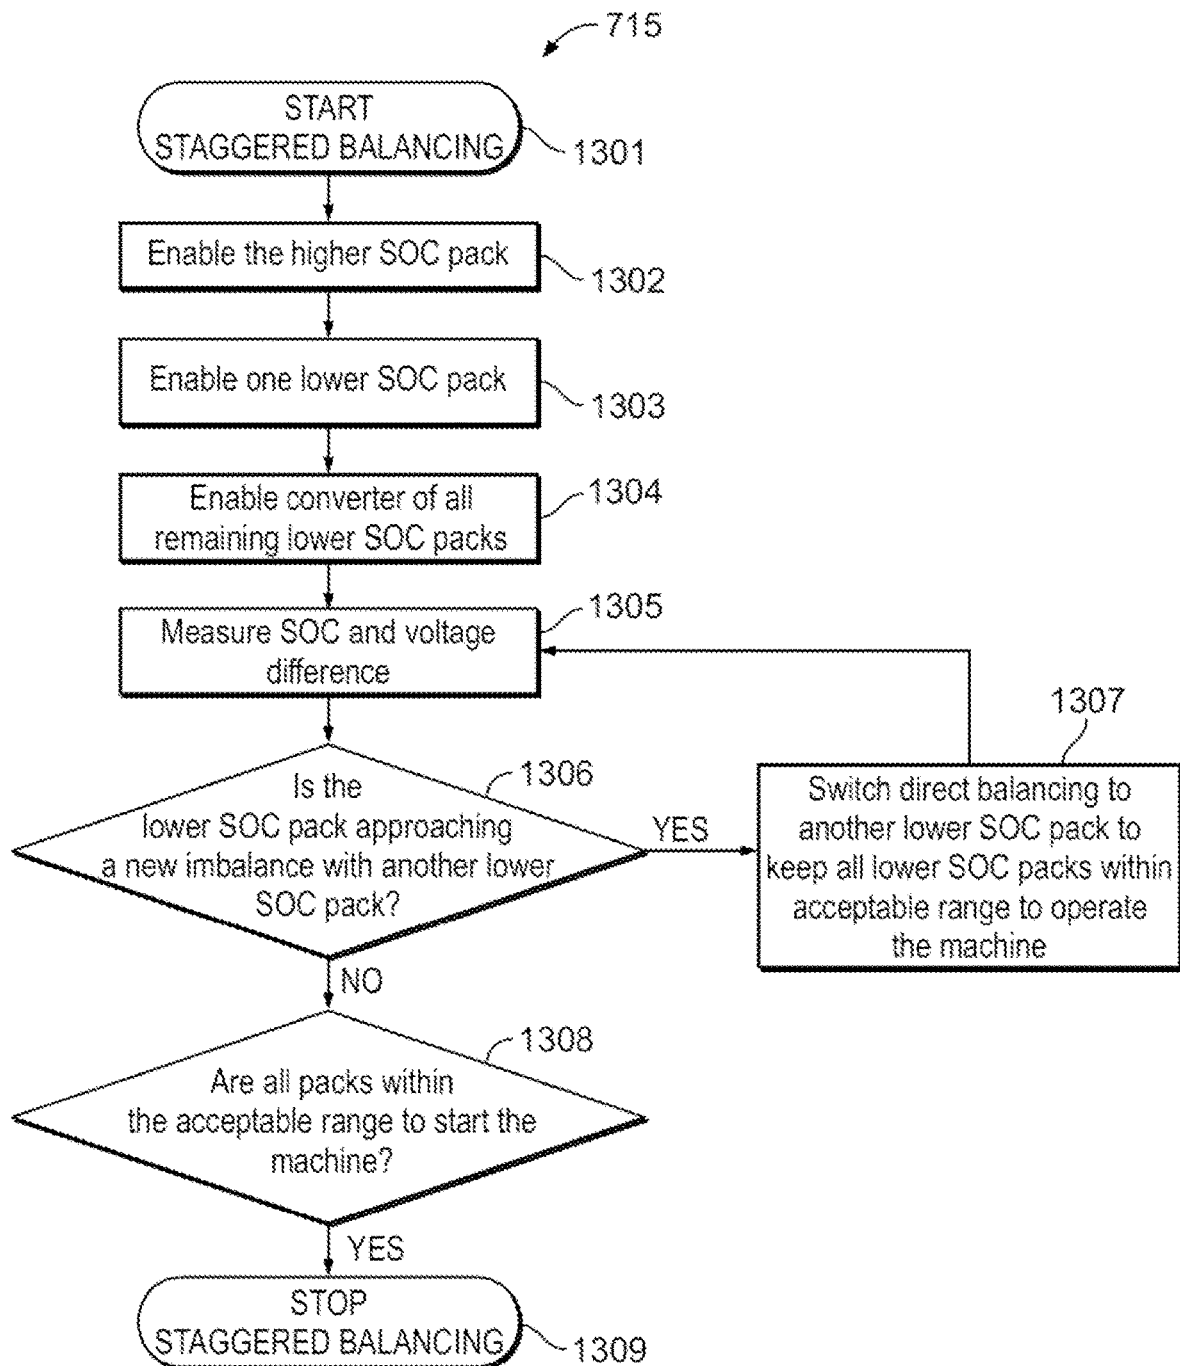 715
START
STAGGERED BALANCING
1301
Enable the higher SOC pack
1302
Enable one lower SOC pack
1303
Enable converter of all
remaining lower SOC packs
1304
Measure SOC and voltage
difference
1305
Is the
lower SOC pack approaching
a new imbalance with another lower
SOC pack?
1306
YES
Switch direct balancing to
another lower SOC pack to
keep all lower SOC packs within
acceptable range to operate
the machine
1307
NO
Are all packs within
the acceptable range to start the
machine?
1308
YES
STOP
STAGGERED BALANCING
1309